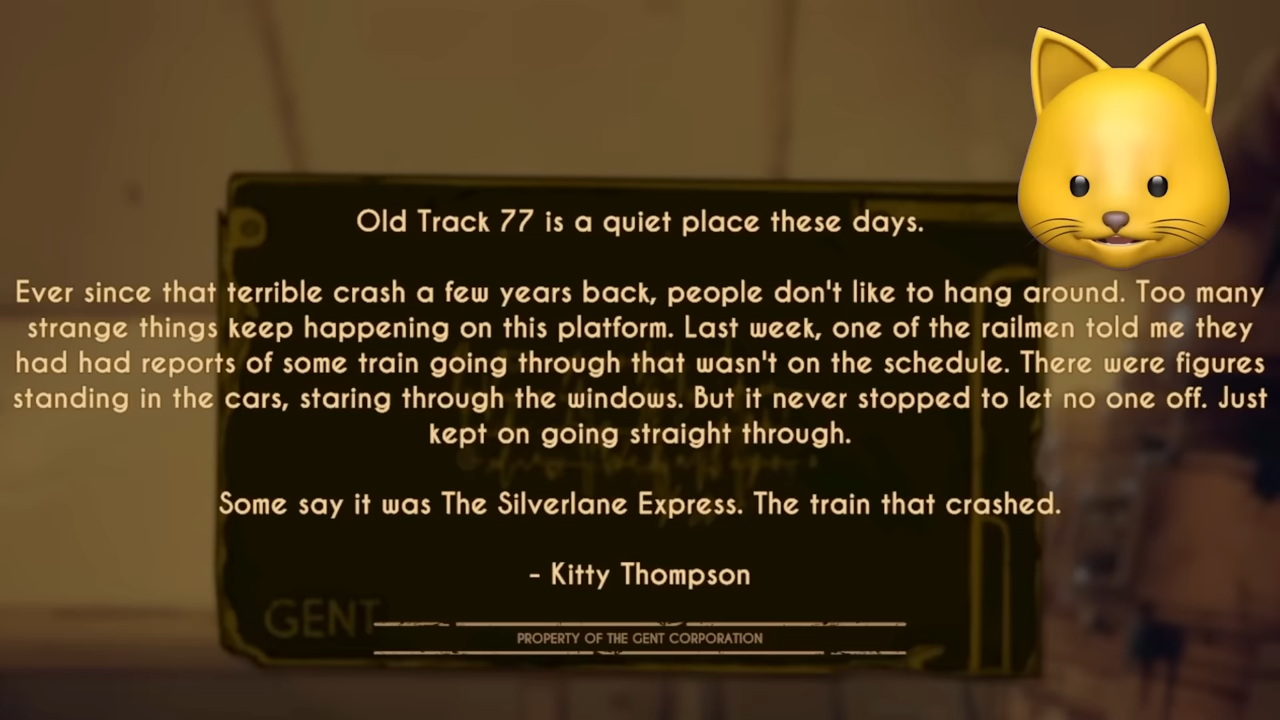 Old Track 77 is a quiet place these days.
Ever since that terrible crash a few years back, people don't like to hang around. Too many
strange things keep happening on this platform. Last week, one of the railmen told me they
had had reports of some train going through that wasn't on the schedule. There were figures
standing in the cars, staring through the windows. But it never stopped to let no one off. Just
kept on going straight through.
Some say it was The Silverlane Express. The train that crashed.
- Kitty Thompson
GENT
PROPERTY OF THE GENT CORPORATION